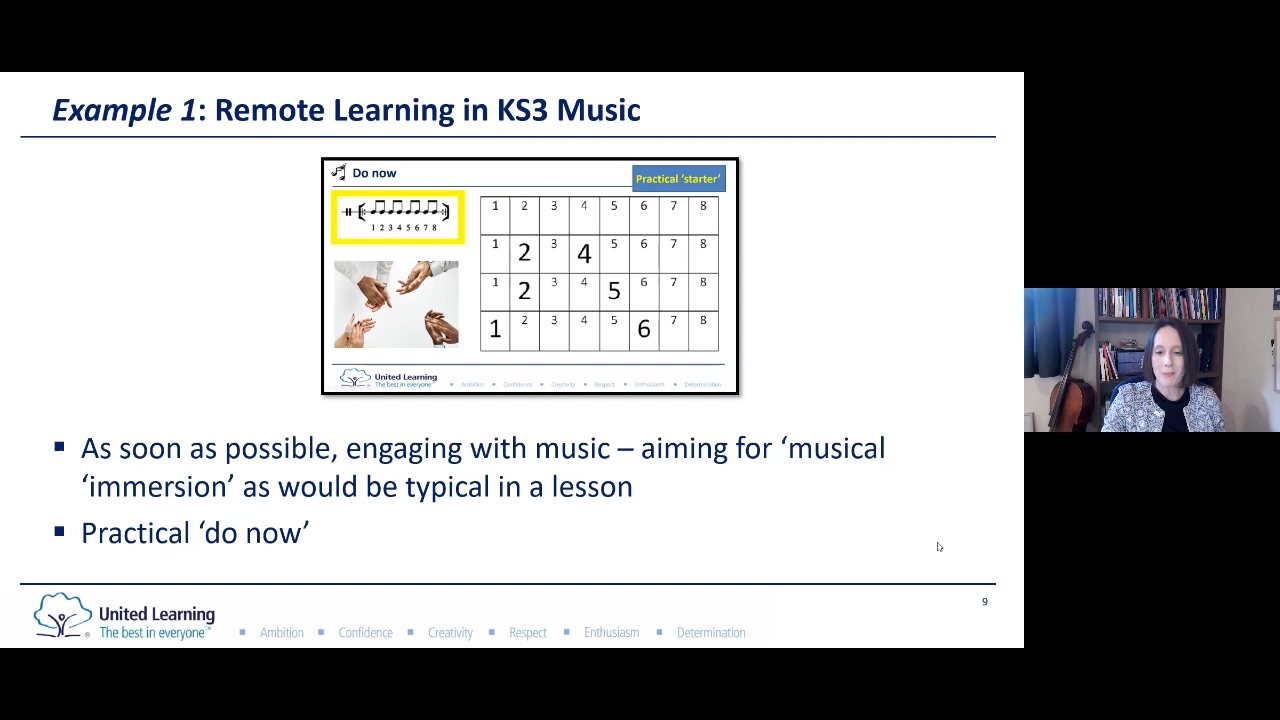 Example 1: Remote Learning in KS3 Music
Do now
Practical ‘starter’
1 2 3 4 5 6 7 8
1 2 3 4 5 6 7 8
1 2 3 4 5 6 7 8
1 2 3 4 5 6 7 8
1 2 3 4 5 6 7 8
United Learning
The best in everyone™
Ambition Confidence Creativity Respect Enthusiasm Determination
▪ As soon as possible, engaging with music – aiming for ‘musical
‘immersion’ as would be typical in a lesson
▪ Practical ‘do now’
9
United Learning
® The best in everyone™
▪ Ambition ▪ Confidence ▪ Creativity ▪ Respect ▪ Enthusiasm ▪ Determination